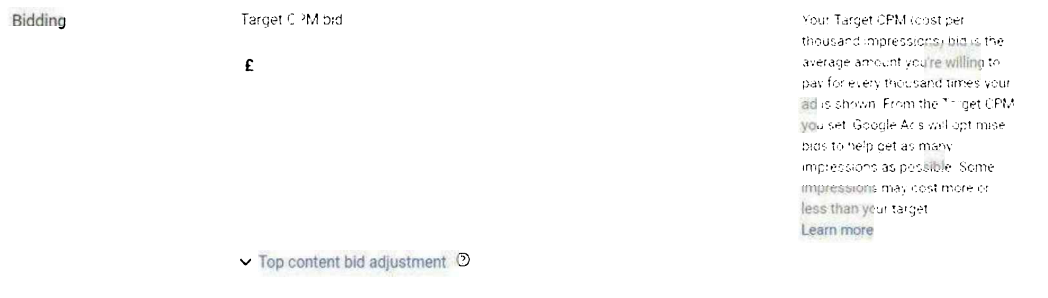 Bidding
Target CPM bid
£
Your Target CPM (cost per
thousand impressions) bid is the
average amount you're willing to
pay for every thousand times your
ad is shown. From the Target CPM
you set, Google Ads will optimise
bids to help get as many
impressions as possible. Some
impressions may cost more or
less than your target.
Learn more
Top content bid adjustment